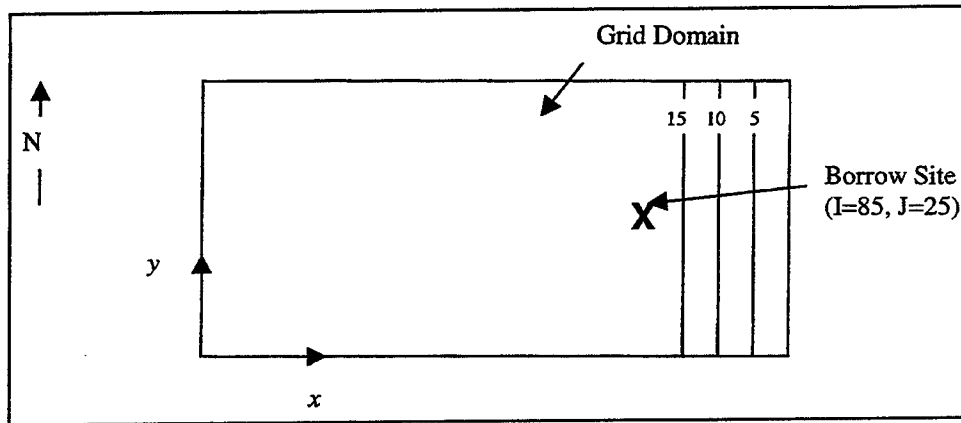 Grid Domain
N
15 10 5
Borrow Site
(I=85, J=25)
X
y
x